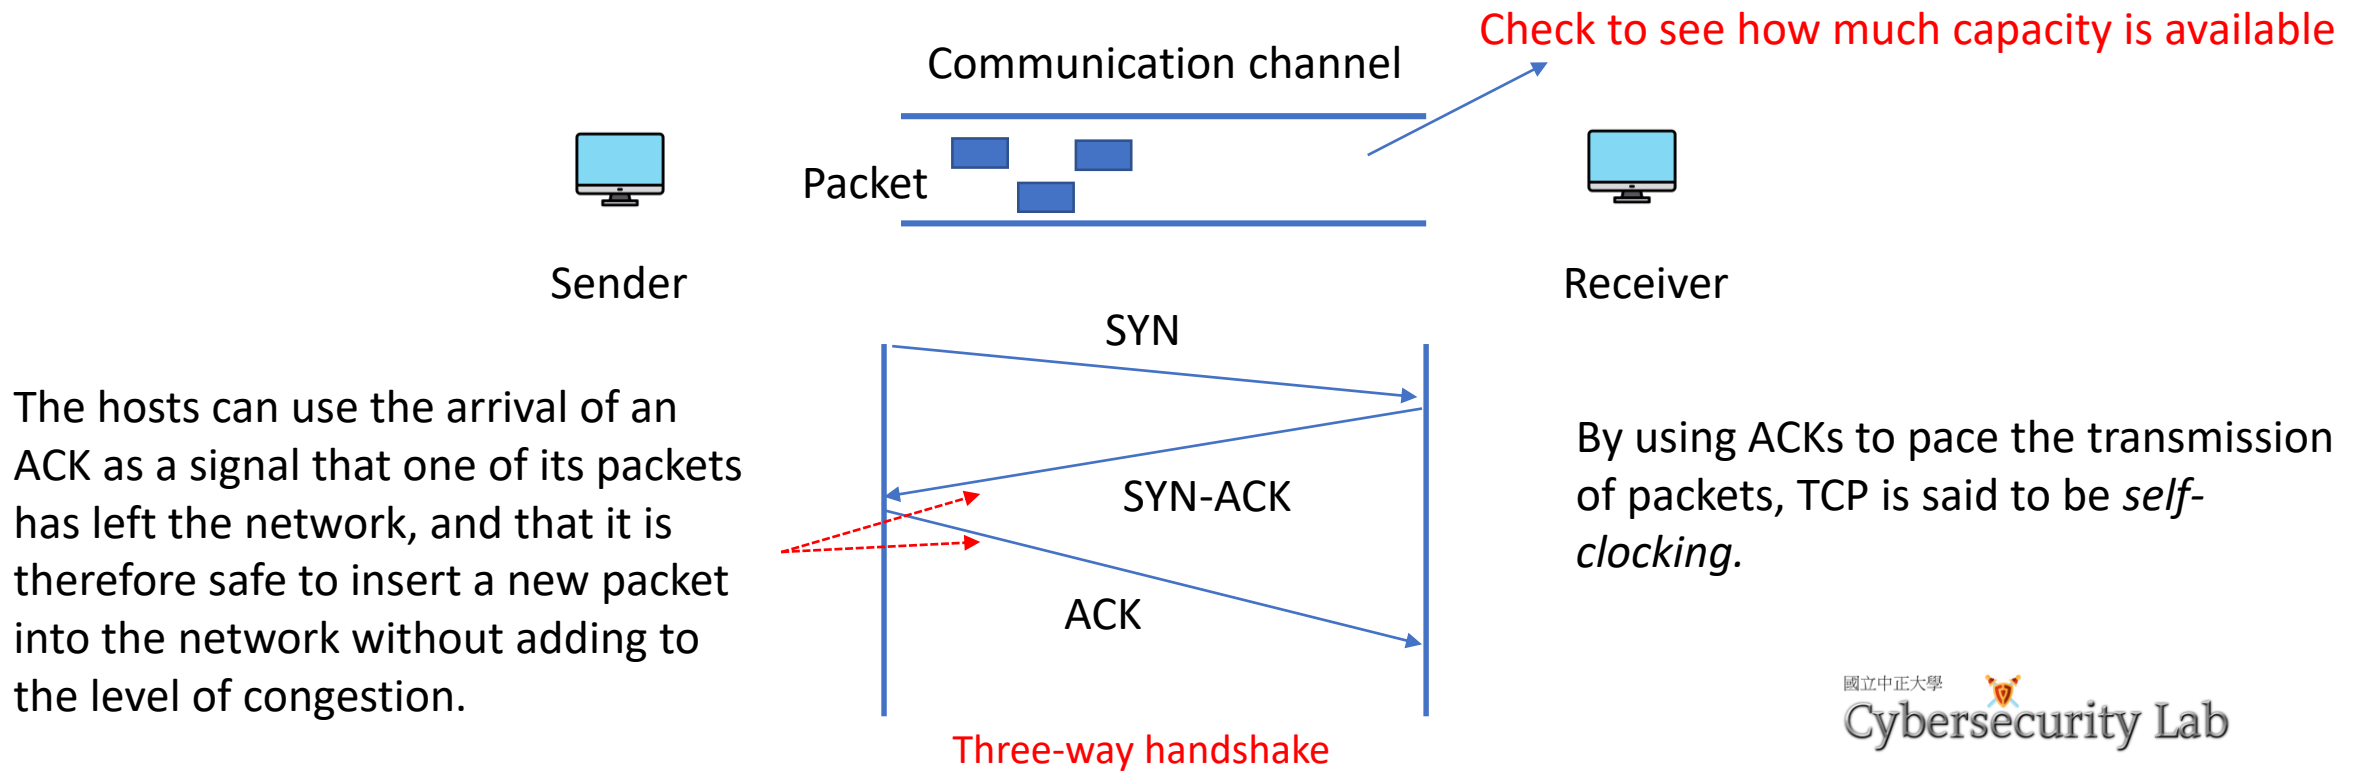 Check to see how much capacity is available
Communication channel
Packet
Sender
Receiver
SYN
The hosts can use the arrival of an
ACK as a signal that one of its packets
has left the network, and that it is
therefore safe to insert a new packet
into the network without adding to
the level of congestion.
SYN-ACK
ACK
Three-way handshake
By using ACKs to pace the transmission
of packets, TCP is said to be self-
clocking.
國立中正大學
Cybersecurity Lab